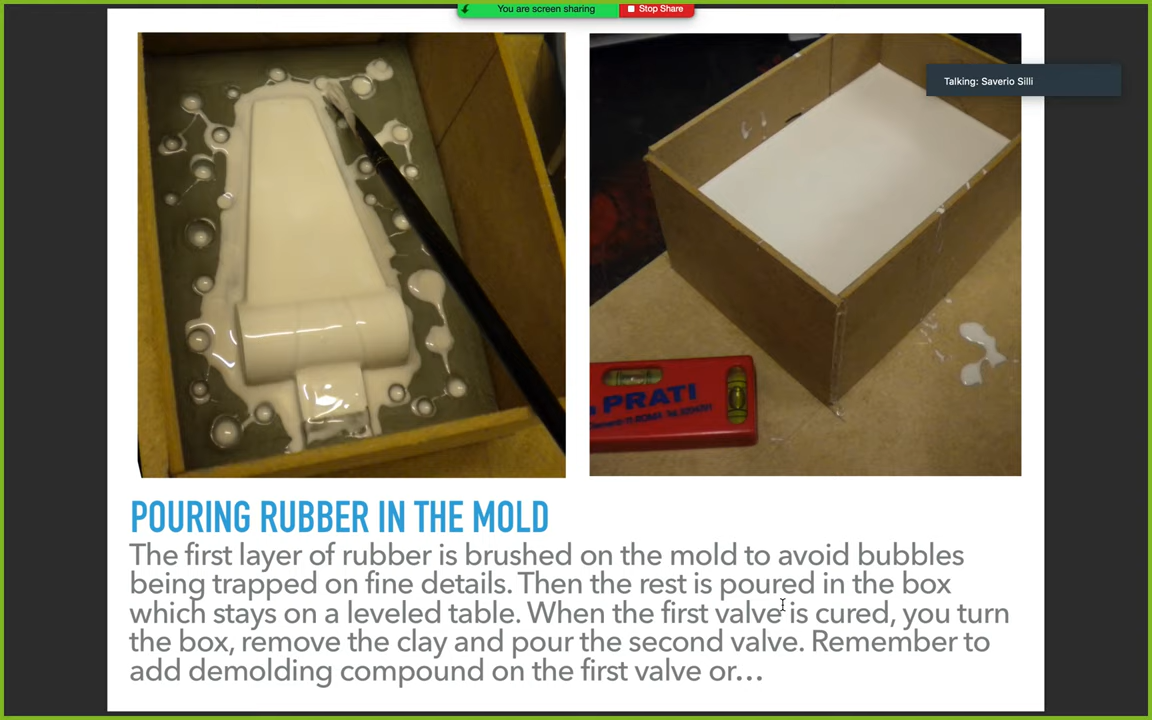 You are screen sharing
Stop Share
Talking: Saverio Silli
PRATI
POURING RUBBER IN THE MOLD
The first layer of rubber is brushed on the mold to avoid bubbles
being trapped on fine details. Then the rest is poured in the box
which stays on a leveled table. When the first valve is cured, you turn
the box, remove the clay and pour the second valve. Remember to
add demolding compound on the first valve or...